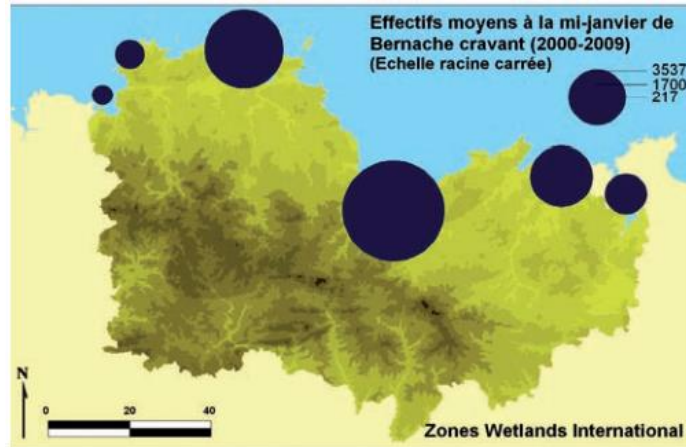 Effectifs moyens à la mi-janvier de
Bernache cravant (2000-2009)
(Echelle racine carrée)
3537
1700
217
N
0 20 40
Zones Wetlands International